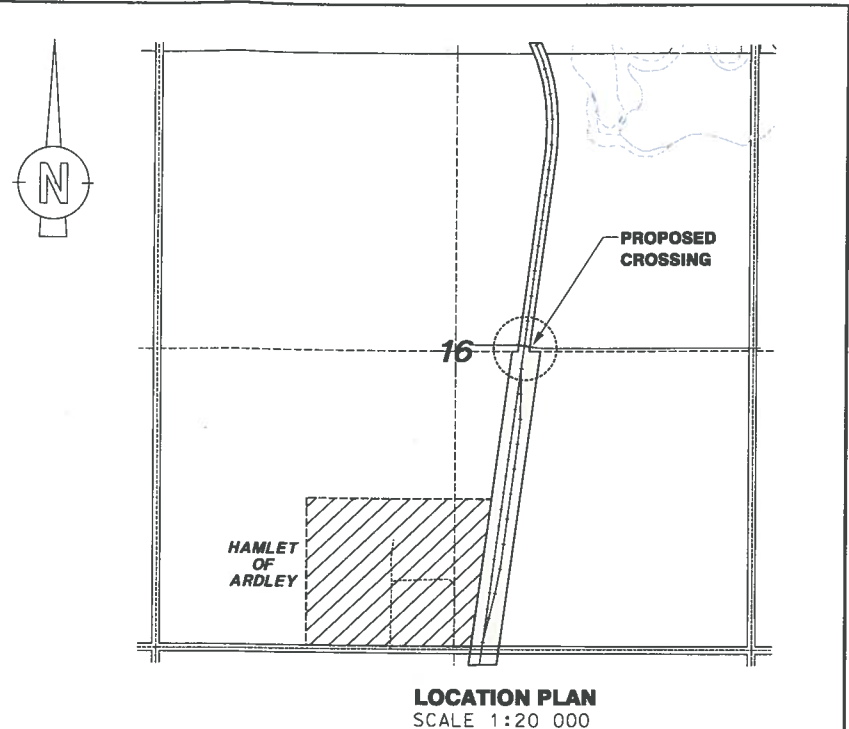 N
PROPOSED
CROSSING
16
HAMLET
OF
ARDLEY
LOCATION PLAN
SCALE 1:20 000